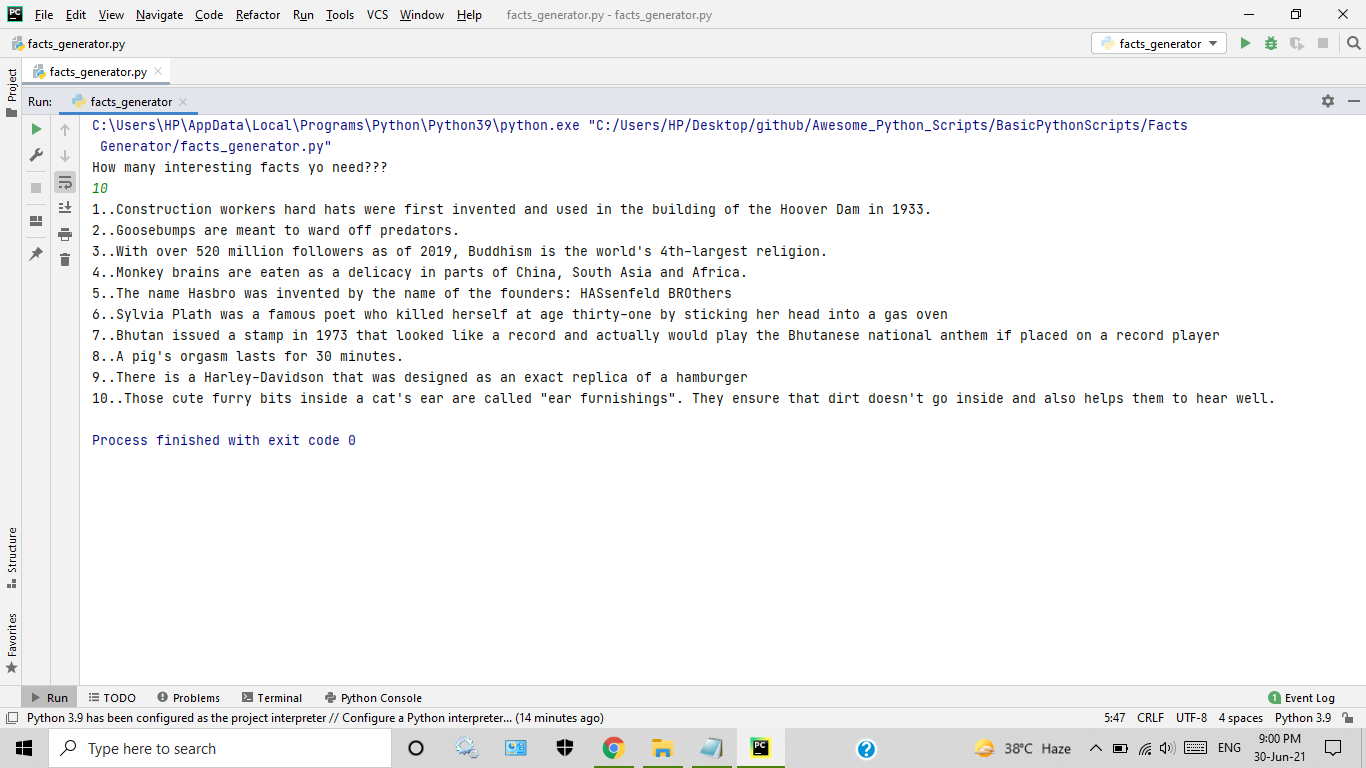 PC File Edit View Navigate Code Refactor Run Tools VCS Window Help facts_generator.py - facts_generator.py
facts_generator.py facts_generator
Project
facts_generator.py
Run: facts_generator
C:\Users\HP\AppData\Local\Programs\Python\Python39\python.exe "C:/Users/HP/Desktop/github/Awesome_Python_Scripts/BasicPythonScripts/Facts
Generator/facts_generator.py"
How many interesting facts yo need???
10
1..Construction workers hard hats were first invented and used in the building of the Hoover Dam in 1933.
2..Goosebumps are meant to ward off predators.
3..With over 520 million followers as of 2019, Buddhism is the world's 4th-largest religion.
4..Monkey brains are eaten as a delicacy in parts of China, South Asia and Africa.
5..The name Hasbro was invented by the name of the founders: HASsenfeld BROthers
6..Sylvia Plath was a famous poet who killed herself at age thirty-one by sticking her head into a gas oven
7..Bhutan issued a stamp in 1973 that looked like a record and actually would play the Bhutanese national anthem if placed on a record player
8..A pig's orgasm lasts for 30 minutes.
9..There is a Harley-Davidson that was designed as an exact replica of a hamburger
10..Those cute furry bits inside a cat's ear are called "ear furnishings". They ensure that dirt doesn't go inside and also helps them to hear well.
Process finished with exit code 0
Structure
Favorites
Run TODO Problems Terminal Python Console 1 Event Log
Python 3.9 has been configured as the project interpreter // Configure a Python interpreter... (14 minutes ago) 5:47 CRLF UTF-8 4 spaces Python 3.9
Type here to search PC 38°C Haze ENG 9:00 PM
30-Jun-21